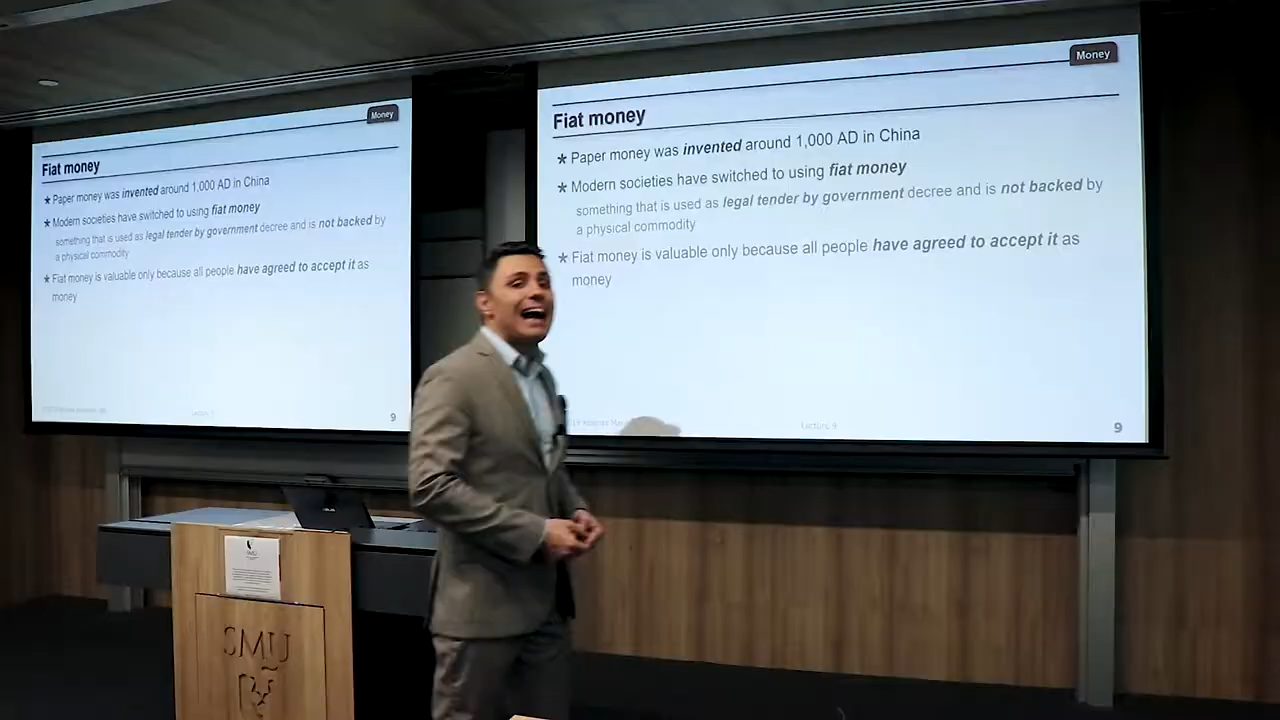 Money
Fiat money
★ Paper money was invented around 1,000 AD in China
★ Modern societies have switched to using fiat money
something that is used as legal tender by government decree and is not backed by
a physical commodity
★ Fiat money is valuable only because all people have agreed to accept it as
money
9
Money
Fiat money
★ Paper money was invented around 1,000 AD in China
★ Modern societies have switched to using fiat money
something that is used as legal tender by government decree and is not backed by
a physical commodity
★ Fiat money is valuable only because all people have agreed to accept it as
money
Lecture 9
9
SMU
SMU